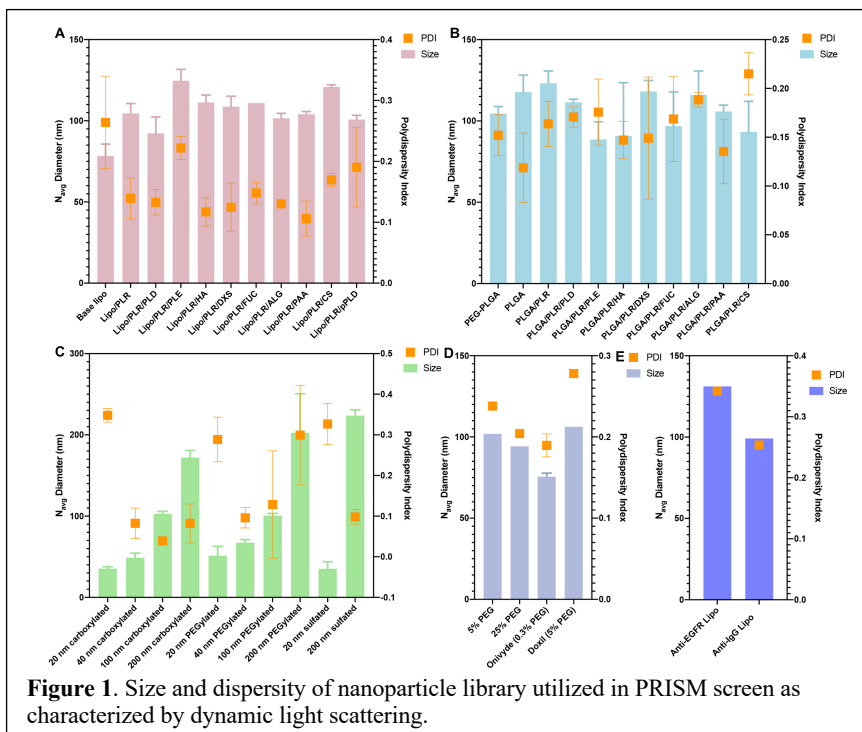 A
PDI
Size
150
100
50
0
0.4
0.3
0.2
0.1
0.0
Navg Diameter (nm)
Polydispersity Index
Base lipo
Lipo/PLR
Lipo/PLR/PLD
Lipo/PLR/PLE
Lipo/PLR/HA
Lipo/PLR/DXS
Lipo/PLR/FUC
Lipo/PLR/ALG
Lipo/PLR/PAA
Lipo/PLR/CS
Lipo/PLR/pPLD
B
PDI
Size
150
100
50
0
0.25
0.20
0.15
0.10
0.05
0.00
Navg Diameter (nm)
Polydispersity Index
PEG-PLGA
PLGA
PLGA/PLR
PLGA/PLR/PLD
PLGA/PLR/PLE
PLGA/PLR/HA
PLGA/PLR/DXS
PLGA/PLR/FUC
PLGA/PLR/ALG
PLGA/PLR/PAA
PLGA/PLR/CS
C
PDI
Size
300
200
100
0
0.5
0.4
0.3
0.2
0.1
0.0
-0.1
Navg Diameter (nm)
Polydispersity Index
20 nm carboxylated
40 nm carboxylated
100 nm carboxylated
200 nm carboxylated
20 nm PEGylated
40 nm PEGylated
100 nm PEGylated
200 nm PEGylated
20 nm sulfated
200 nm sulfated
D
PDI
Size
150
100
50
0
0.3
0.2
0.1
0.0
Navg Diameter (nm)
Polydispersity Index
5% PEG
25% PEG
Onivyde (0.3% PEG)
Doxil (5% PEG)
E
PDI
Size
150
100
50
0
0.4
0.3
0.2
0.1
0.0
Navg Diameter (nm)
Polydispersity Index
Anti-EGFR Lipo
Anti-IgG Lipo
Figure 1. Size and dispersity of nanoparticle library utilized in PRISM screen as
characterized by dynamic light scattering.